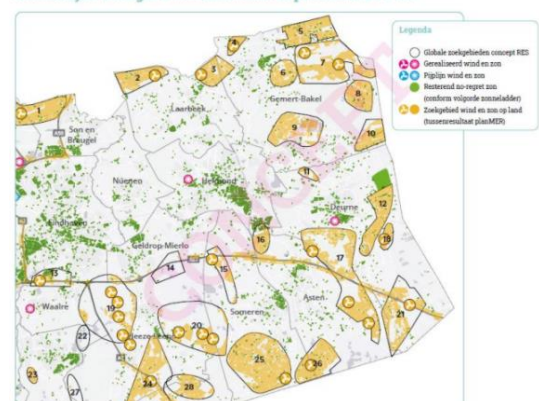 Legenda
Globale zoekgebieden concept RES
Gerealiseerd wind en zon
Pijplijn wind en zon
Resterend no-regret zon
(conform volgorde zonneladder)
Zoekgebied wind en zon op land
(tussenresultaat planMER)
5
4
2
3
6
7
8
1
Laarbeek
Gemert-Bakel
9
10
Son en
Breugel
11
Nuenen
Helmond
12
Deurne
Eindhoven
16
18
Geldrop-Mierlo
17
14
15
13
19
Asten
Waalre
Someren
21
20
22
Heeze-Leende
25
26
23
24
28
27
CONCEPT